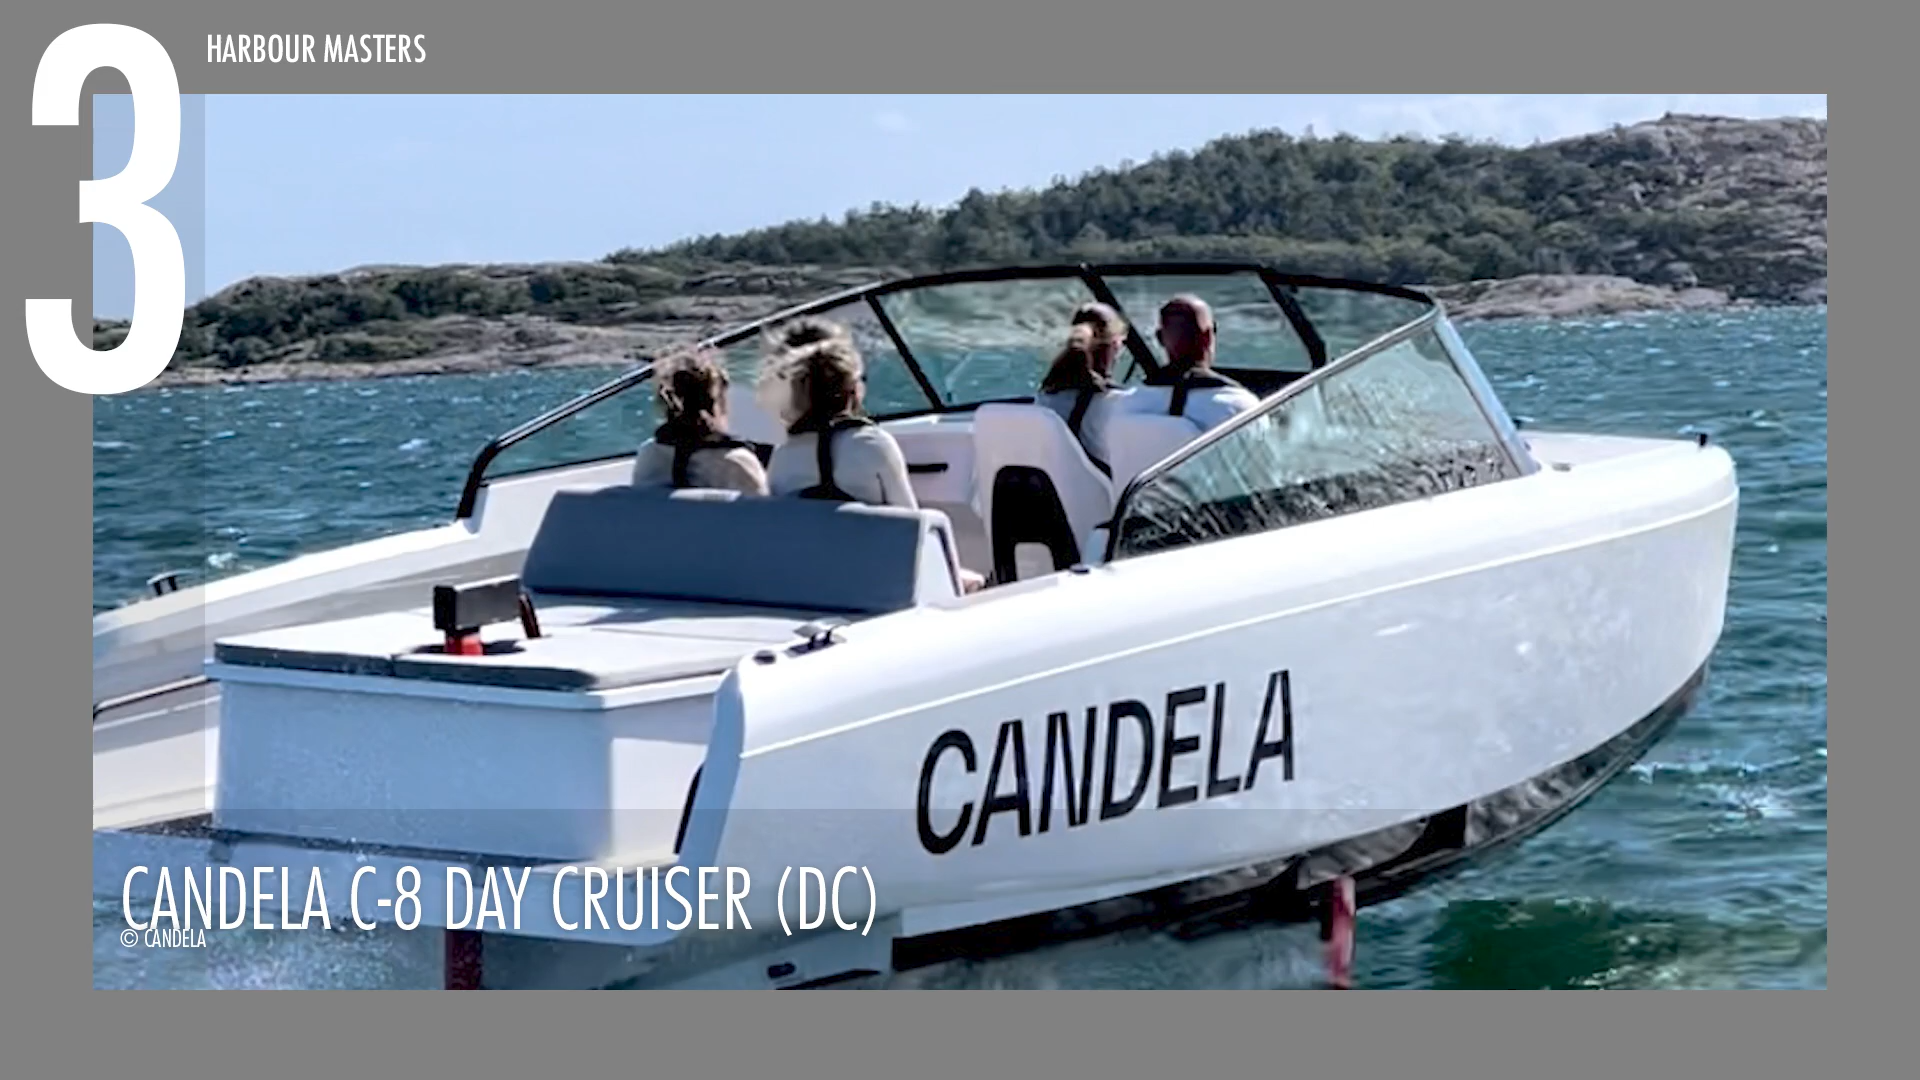 3
HARBOUR MASTERS
CANDELA
CANDELA C-8 DAY CRUISER (DC)
© CANDELA